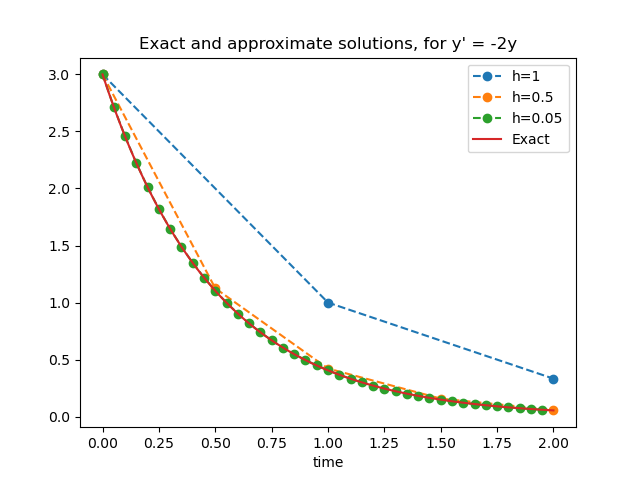 Exact and approximate solutions, for y' = -2y
h=1
h=0.5
h=0.05
Exact
3.0
2.5
2.0
1.5
1.0
0.5
0.0
0.00 0.25 0.50 0.75 1.00 1.25 1.50 1.75 2.00
time